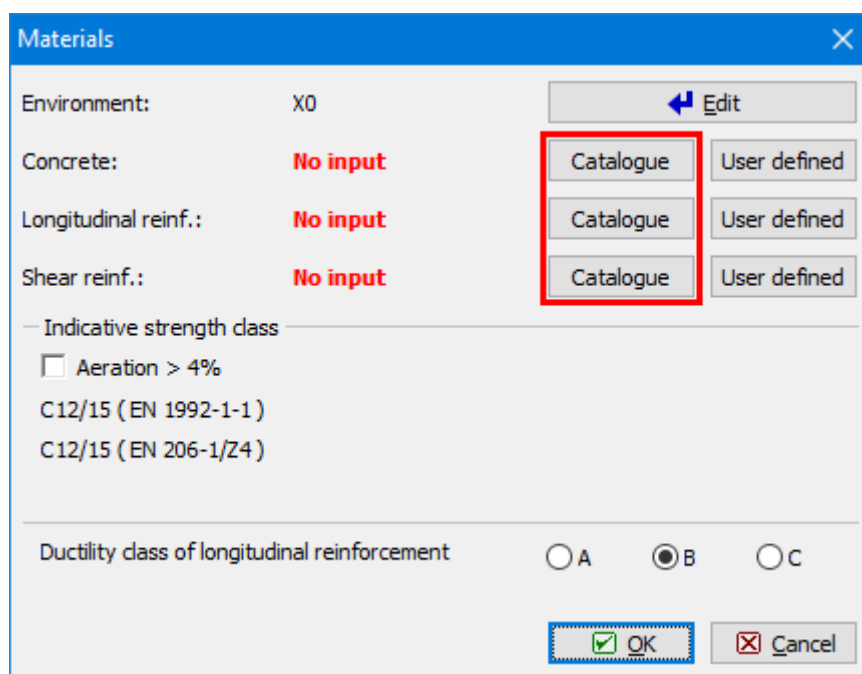 Materials
Environment: X0 Edit
Concrete: No input Catalogue User defined
Longitudinal reinf.: No input Catalogue User defined
Shear reinf.: No input Catalogue User defined
Indicative strength class
Aeration > 4%
C12/15 ( EN 1992-1-1 )
C12/15 ( EN 206-1/Z4 )
Ductility class of longitudinal reinforcement A B C
OK Cancel